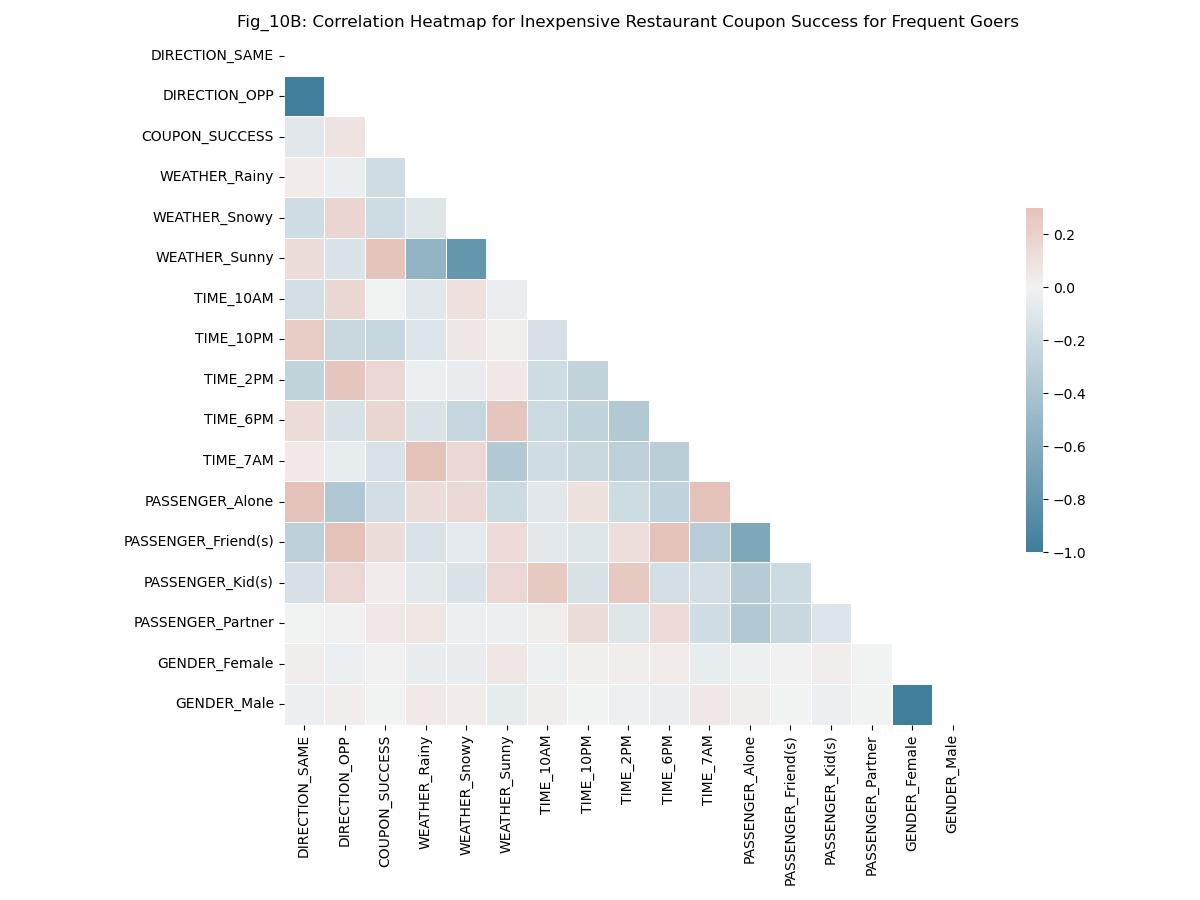 Fig_10B: Correlation Heatmap for Inexpensive Restaurant Coupon Success for Frequent Goers
DIRECTION_SAME
DIRECTION_OPP
COUPON_SUCCESS
WEATHER_Rainy
WEATHER_Snowy
WEATHER_Sunny
TIME_10AM
TIME_10PM
TIME_2PM
TIME_6PM
TIME_7AM
PASSENGER_Alone
PASSENGER_Friend(s)
PASSENGER_Kid(s)
PASSENGER_Partner
GENDER_Female
GENDER_Male
DIRECTION_SAME
DIRECTION_OPP
COUPON_SUCCESS
WEATHER_Rainy
WEATHER_Snowy
WEATHER_Sunny
TIME_10AM
TIME_10PM
TIME_2PM
TIME_6PM
TIME_7AM
PASSENGER_Alone
PASSENGER_Friend(s)
PASSENGER_Kid(s)
PASSENGER_Partner
GENDER_Female
GENDER_Male
0.2
0.0
−0.2
−0.4
−0.6
−0.8
−1.0